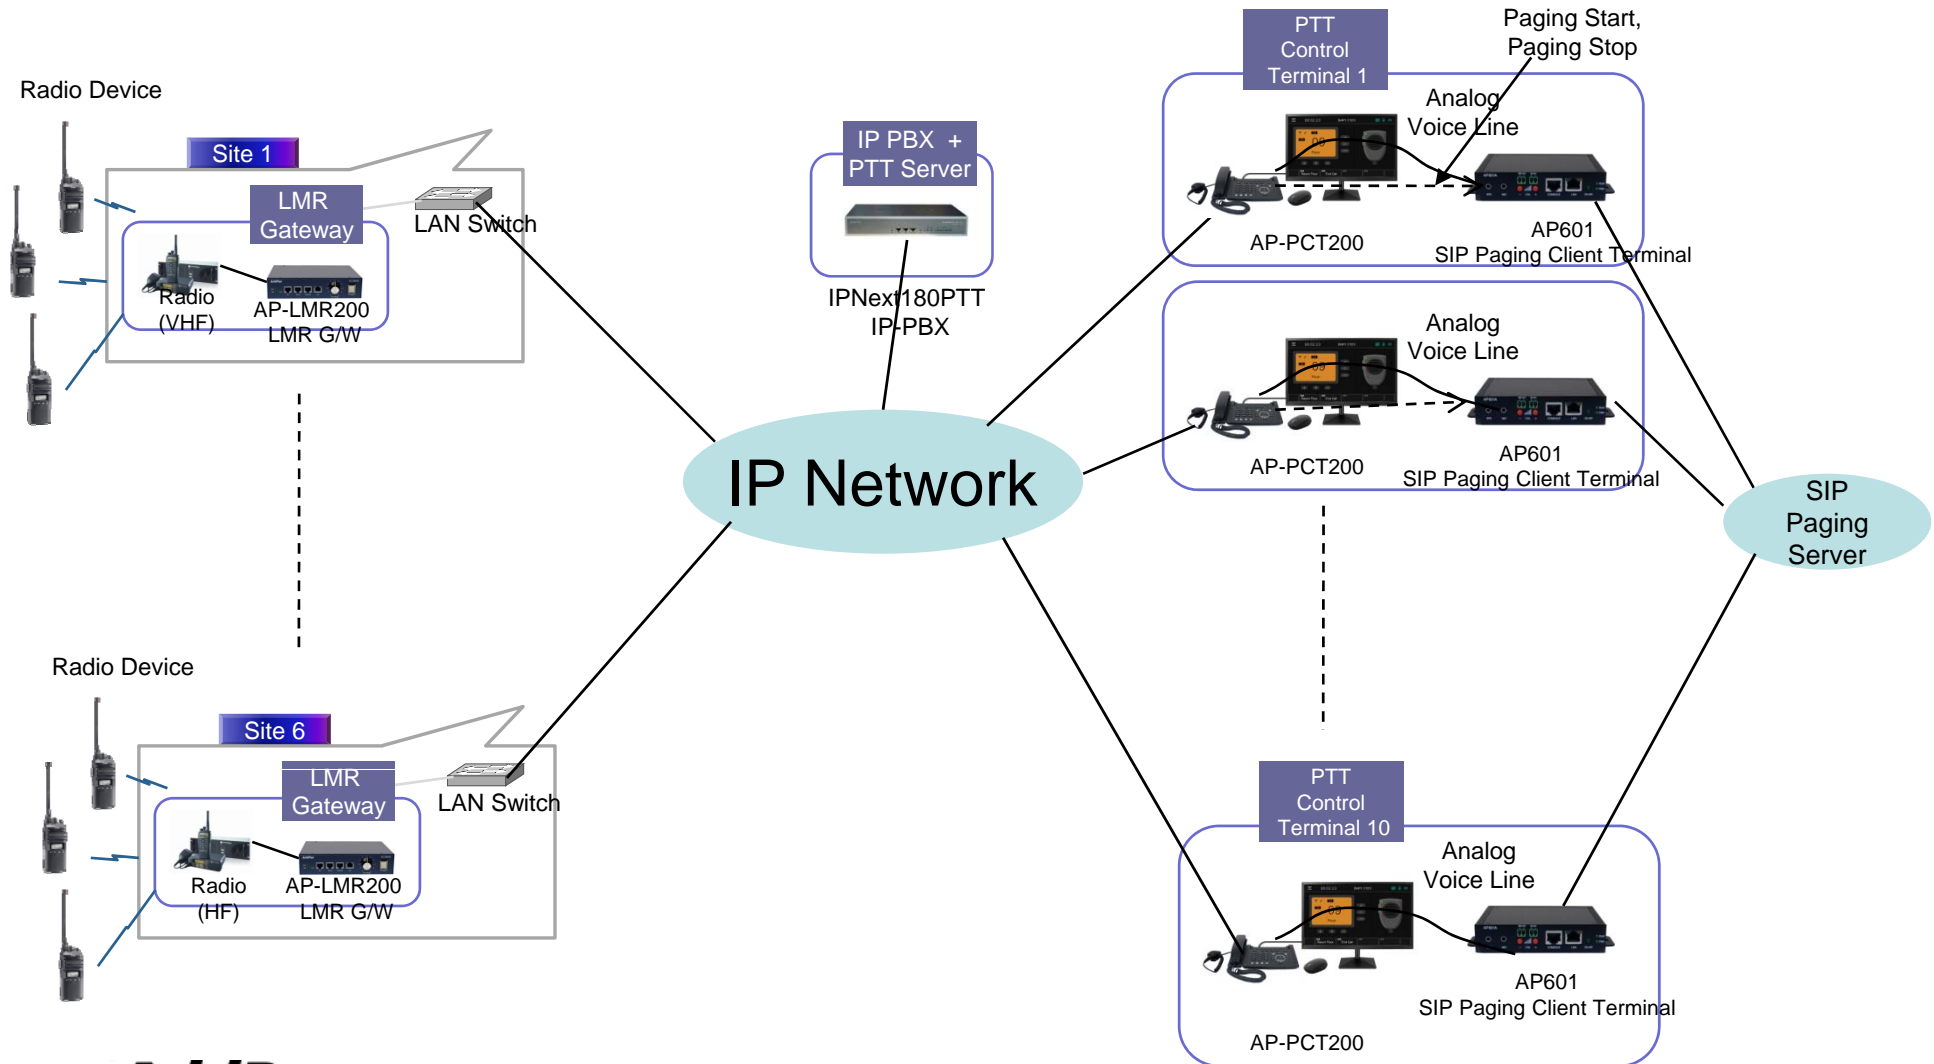 Radio Device
Site 1
LMR
Gateway
LAN Switch
Radio
(VHF)
AP-LMR200
LMR G/W
IP PBX +
PTT Server
IPNext180PTT
IP-PBX
PTT
Control
Terminal 1
Paging Start,
Paging Stop
Analog
Voice Line
AP-PCT200
AP601
SIP Paging Client Terminal
Analog
Voice Line
AP-PCT200
AP601
SIP Paging Client Terminal
IP Network
SIP
Paging
Server
Radio Device
Site 6
LMR
Gateway
LAN Switch
Radio
(HF)
AP-LMR200
LMR G/W
PTT
Control
Terminal 10
Analog
Voice Line
AP-PCT200
AP601
SIP Paging Client Terminal